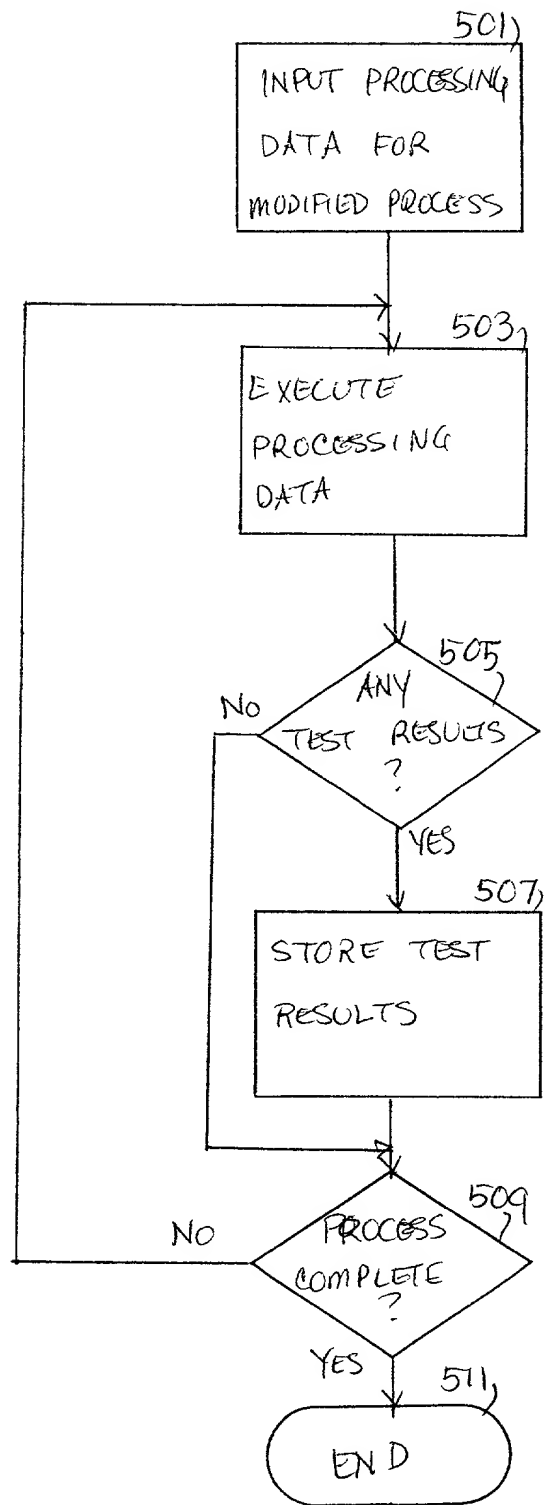 501
INPUT PROCESSING
DATA FOR
MODIFIED PROCESS
503
EXECUTE
PROCESSING
DATA
505
ANY
TEST RESULTS
?
NO
YES
507
STORE TEST
RESULTS
509
PROCESS
COMPLETE
?
NO
YES
511
END